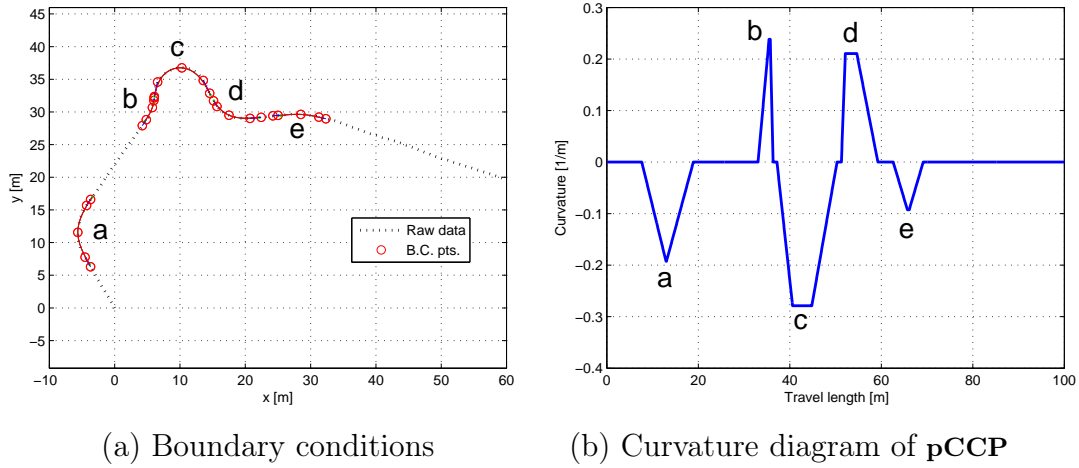 45
40
35
30
25
20
15
10
5
0
−5
y [m]
−10
0
10
20
30
40
50
60
x [m]
a
b
c
d
e
Raw data
B.C. pts.
(a) Boundary conditions
0.3
0.2
0.1
0
−0.1
−0.2
−0.3
−0.4
Curvature [1/m]
0
20
40
60
80
100
Travel length [m]
a
b
c
d
e
(b) Curvature diagram of pCCP